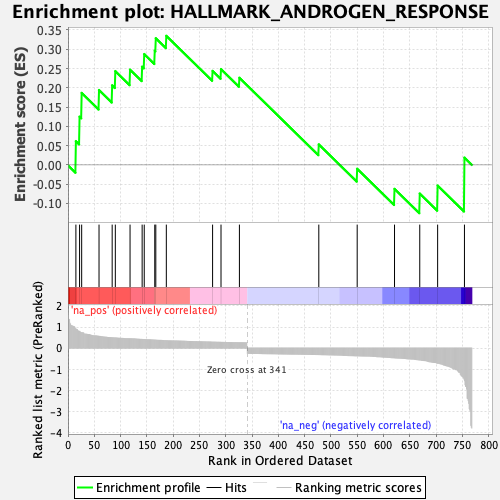 Enrichment plot: HALLMARK_ANDROGEN_RESPONSE
Enrichment score (ES)
0.35
0.30
0.25
0.20
0.15
0.10
0.05
0.00
-0.05
-0.10
'na_pos' (positively correlated)
Ranked list metric (PreRanked)
2
1
0
-1
-2
-3
-4
Zero cross at 341
'na_neg' (negatively correlated)
0 50 100 150 200 250 300 350 400 450 500 550 600 650 700 750 800
Rank in Ordered Dataset
Enrichment profile Hits Ranking metric scores